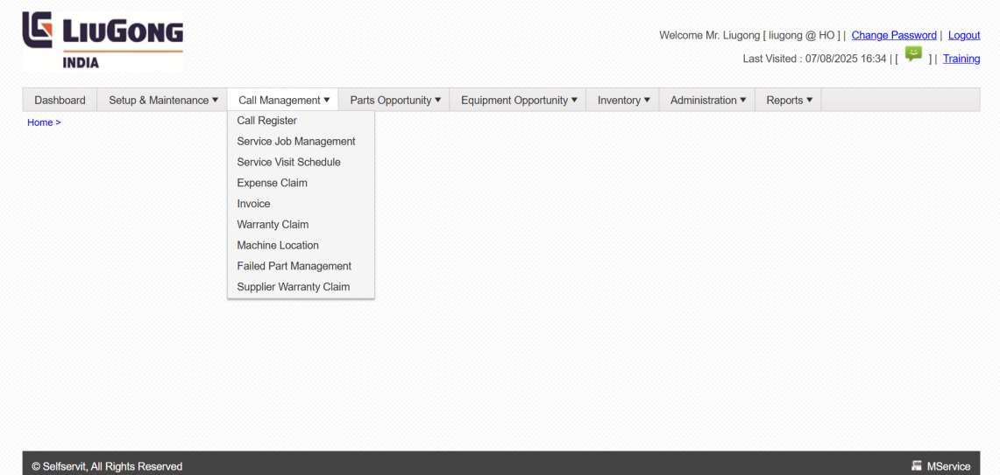 LIUGONG
INDIA
Welcome Mr. Liugong [ liugong @ HO ] | Change Password | Logout
Last Visited : 07/08/2025 16:34 | [ ] | Training
Dashboard Setup & Maintenance ▼ Call Management ▼ Parts Opportunity ▼ Equipment Opportunity ▼ Inventory ▼ Administration ▼ Reports ▼
Home >
Call Register
Service Job Management
Service Visit Schedule
Expense Claim
Invoice
Warranty Claim
Machine Location
Failed Part Management
Supplier Warranty Claim
© Selfservit, All Rights Reserved MService